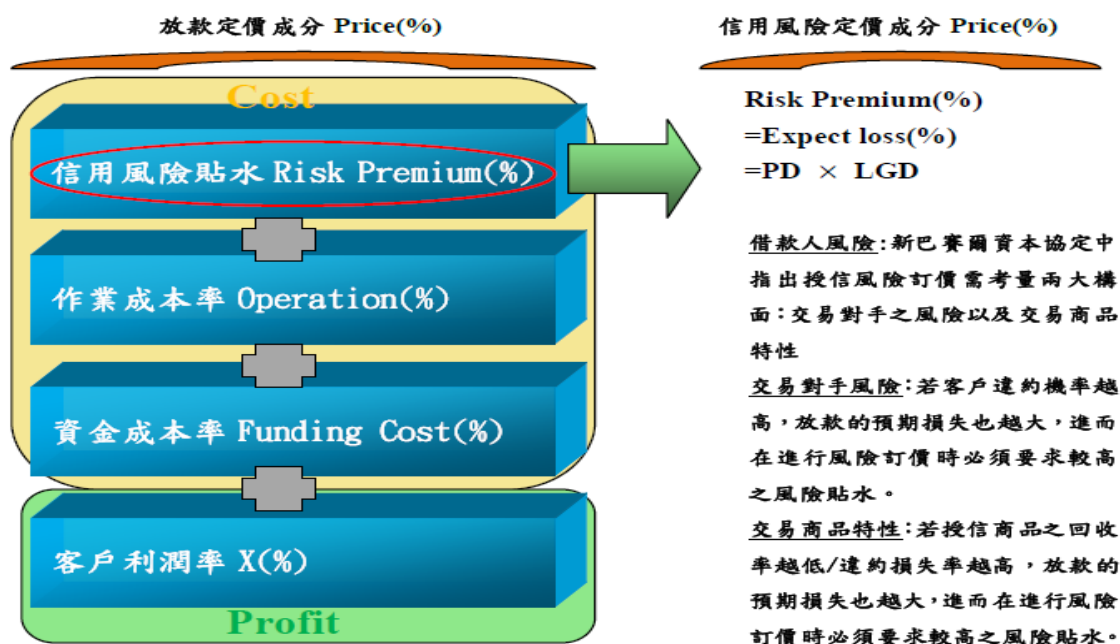 放款定價成分 Price(%)
Cost
信用風險貼水 Risk Premium(%)
作業成本率 Operation(%)
資金成本率 Funding Cost(%)
客戶利潤率 X(%)
Profit
信用風險定價成分 Price(%)
Risk Premium(%)
=Expect loss(%)
=PD × LGD
借款人風險:新巴賽爾資本協定中
指出授信風險訂價需考量兩大構
面:交易對手之風險以及交易商品
特性
交易對手風險:若客戶違約機率越
高,放款的預期損失也越大,進而
在進行風險訂價時必須要求較高
之風險貼水。
交易商品特性:若授信商品之回收
率越低/違約損失率越高,放款的
預期損失也越大,進而在進行風險
訂價時必須要求較高之風險貼水。